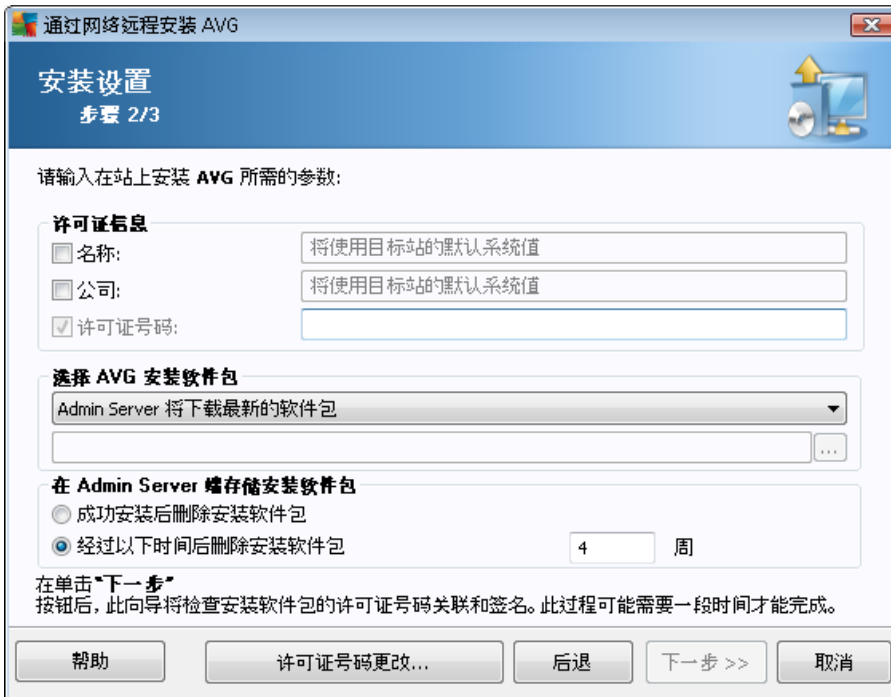 通过网络远程安装 AVG
安装设置
步骤 2/3
请输入在站上安装 AVG 所需的参数:
许可证信息
名称:
将使用目标站的默认系统值
公司:
将使用目标站的默认系统值
许可证号码:
选择 AVG 安装软件包
Admin Server 将下载最新的软件包
...
在 Admin Server 端存储安装软件包
成功安装后删除安装软件包
经过以下时间后删除安装软件包 4 周
在单击"下一步"
按钮后, 此向导将检查安装软件包的许可证号码关联和签名。此过程可能需要一段时间才能完成。
帮助 许可证号码更改... 后退 下一步 >> 取消